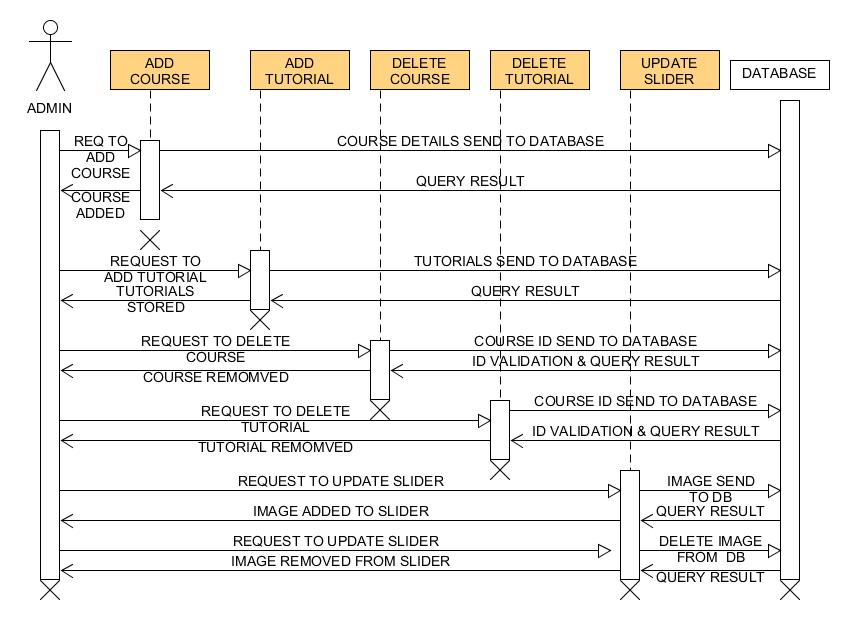 ADD
COURSE
ADD
TUTORIAL
DELETE
COURSE
DELETE
TUTORIAL
UPDATE
SLIDER
DATABASE
ADMIN
REQ TO
ADD
COURSE
COURSE DETAILS SEND TO DATABASE
QUERY RESULT
COURSE
ADDED
REQUEST TO
ADD TUTORIAL
TUTORIALS SEND TO DATABASE
TUTORIALS
STORED
QUERY RESULT
REQUEST TO DELETE
COURSE
COURSE ID SEND TO DATABASE
ID VALIDATION & QUERY RESULT
COURSE REMOMVED
REQUEST TO DELETE
TUTORIAL
COURSE ID SEND TO DATABASE
ID VALIDATION & QUERY RESULT
TUTORIAL REMOMVED
REQUEST TO UPDATE SLIDER
IMAGE SEND
TO DB
IMAGE ADDED TO SLIDER
QUERY RESULT
REQUEST TO UPDATE SLIDER
DELETE IMAGE
FROM  DB
IMAGE REMOVED FROM SLIDER
QUERY RESULT